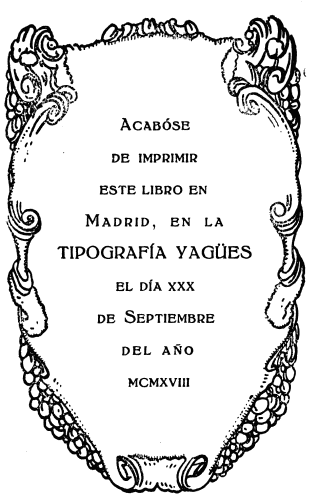 Acabóse
de imprimir
este libro en
Madrid, en la
TIPOGRAFÍA YAGÜES
el día xxx
de Septiembre
del año
mcmxviii